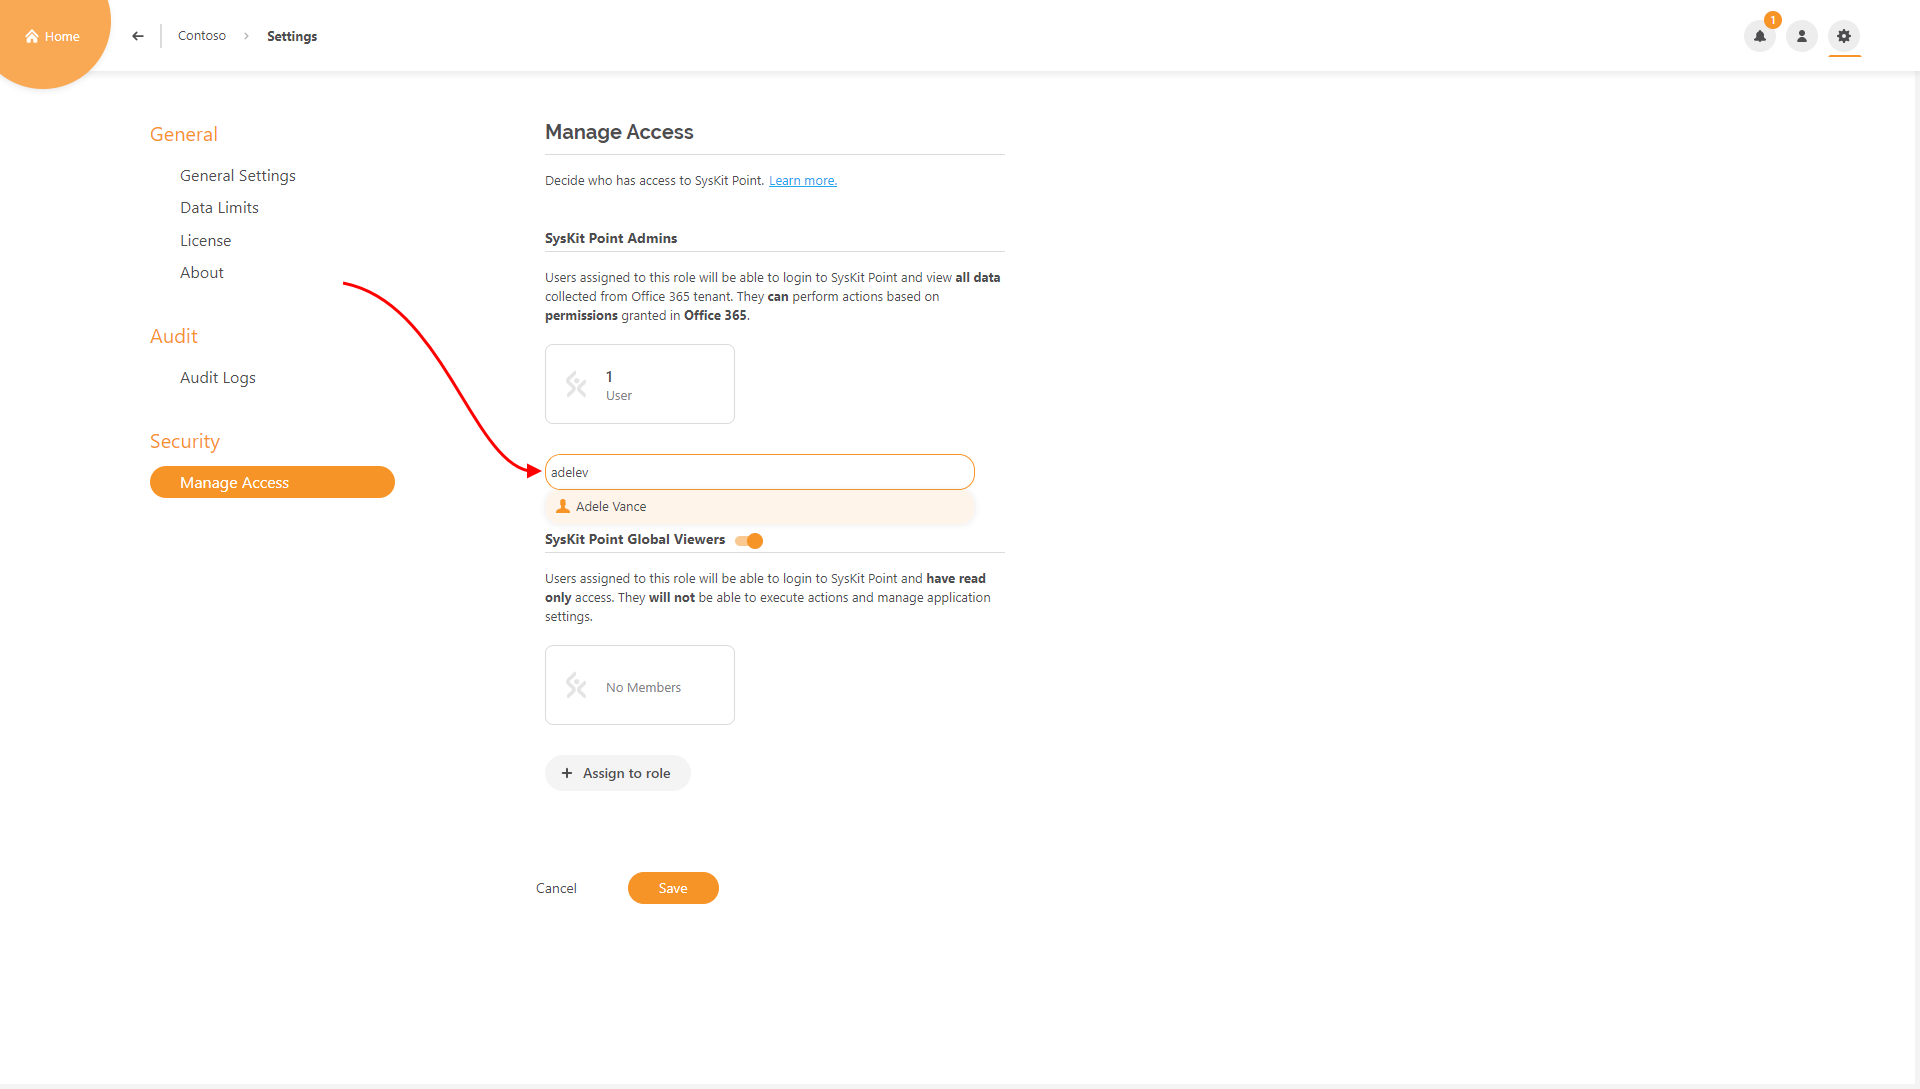 Home
Contoso
Settings
1
General
General Settings
Data Limits
License
About
Audit
Audit Logs
Security
Manage Access
Manage Access
Decide who has access to SysKit Point. Learn more.
SysKit Point Admins
Users assigned to this role will be able to login to SysKit Point and view all data
collected from Office 365 tenant. They can perform actions based on
permissions granted in Office 365.
1
User
adelev
Adele Vance
SysKit Point Global Viewers
Users assigned to this role will be able to login to SysKit Point and have read
only access. They will not be able to execute actions and manage application
settings.
No Members
+ Assign to role
Cancel
Save